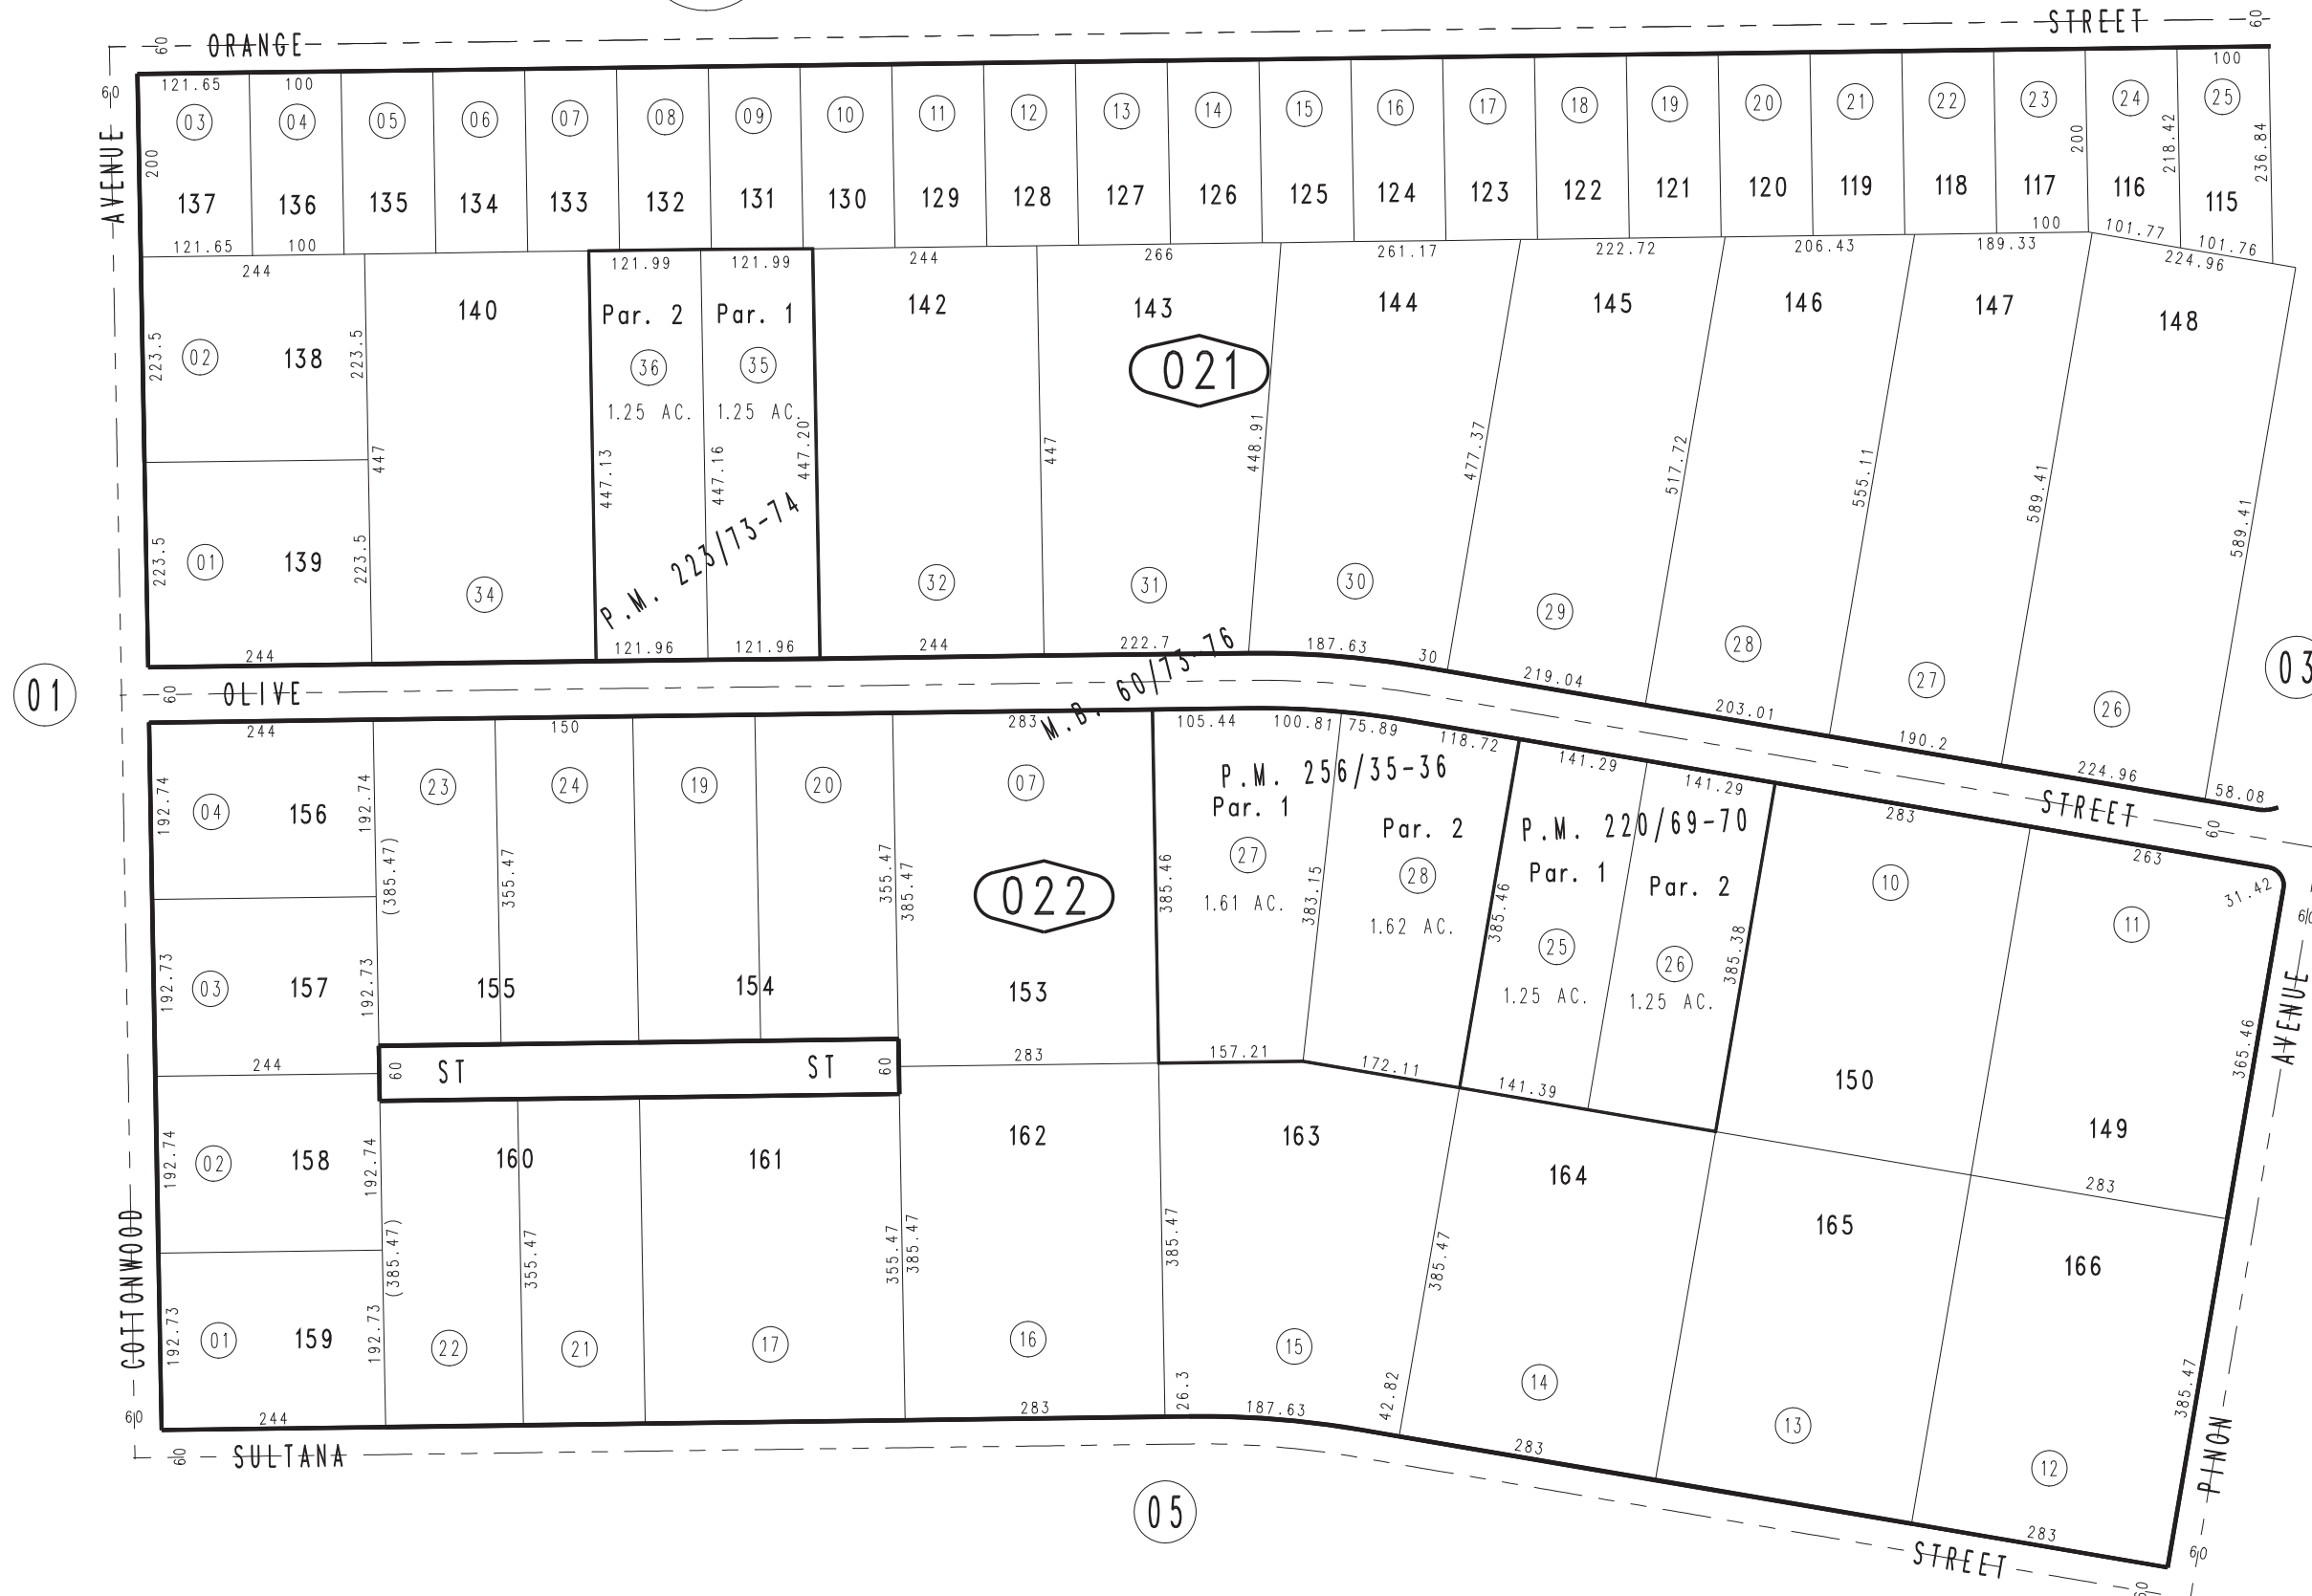 60 ORANGE STREET 60
60 121.65 100 100
03 04 05 06 07 08 09 10 11 12 13 14 15 16 17 18 19 20 21 22 23 24 25
AVENUE 200 200 218.42 236.84
137 136 135 134 133 132 131 130 129 128 127 126 125 124 123 122 121 120 119 118 117 116 115
121.65 100 100 101.77 101.76
244 121.99 121.99 244 266 261.17 222.72 206.43 189.33 224.96
140 Par. 2 Par. 1 142 143 144 145 146 147 148
223.5 02 138 223.5 36 35 021
1.25 AC. 1.25 AC.
447 447.13 447.16 447.20 447 448.91 477.37 517.72 555.11 589.41 589.41
P.M. 223/73-74
223.5 01 139 223.5 34 32 31 30 29 28 27 26
244 121.96 121.96 244 222.7 187.63 30 219.04 203.01 190.2 224.96 58.08
01 03
60 OLIVE STREET 60
M.B. 60/73-76
244 150 283 105.44 100.81 75.89 118.72 141.29 141.29 283 263 31.42
P.M. 256/35-36
Par. 1 Par. 2
P.M. 220/69-70
Par. 1 Par. 2
192.74 04 156 192.74 23 24 19 20 07 27 28 25 26 10 11
(385.47) 355.47 355.47 385.47 385.46 383.15 385.46 385.38
022
1.61 AC. 1.62 AC. 1.25 AC. 1.25 AC.
60 AVENUE
192.73 03 157 192.73 155 154 153 150 149 365.46
244 283 157.21 172.11 141.39 283
60 ST ST 60
192.74 02 158 192.74 160 161 162 163 164 165 166
(385.47) 355.47 355.47 385.47 385.47 385.47 385.47
COTTONWOOD
192.73 01 159 192.73 22 21 17 16 15 14 13 12
26.3 42.82
244 283 187.63 283 283
60
60 SULTANA STREET 60
PINON 60
05